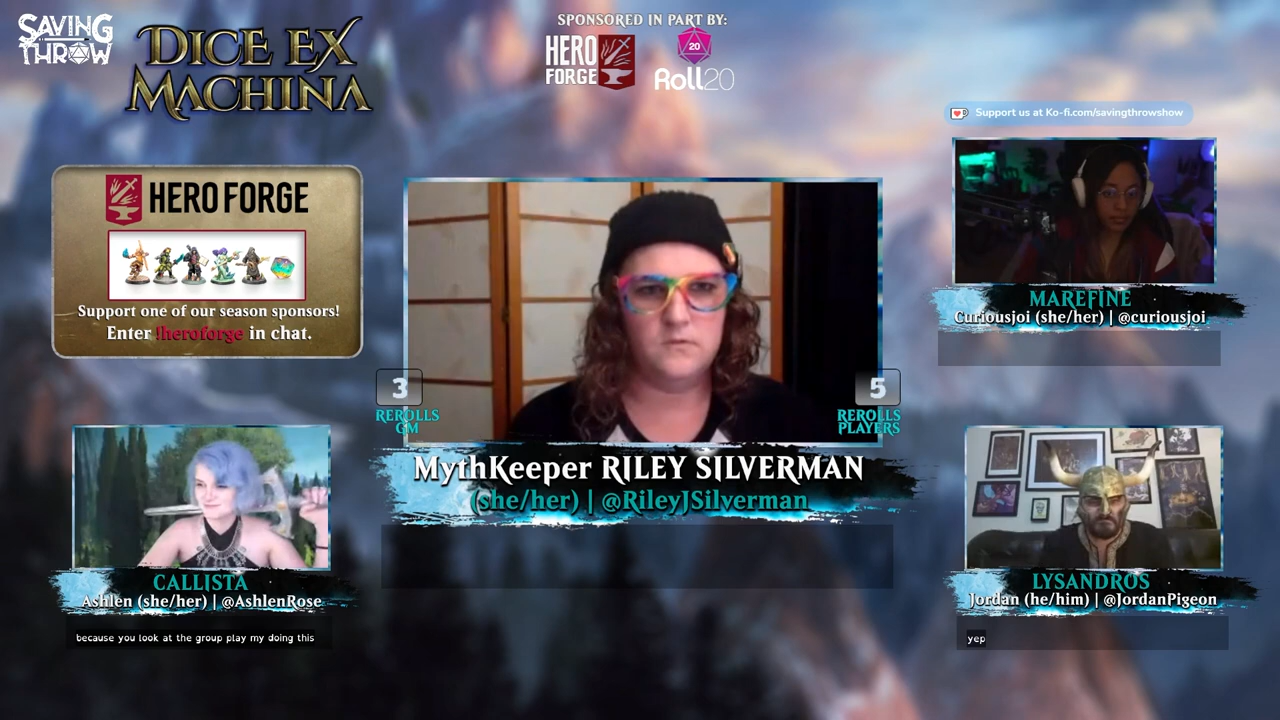 SAVING
THROW
DICE EX
MACHINA
SPONSORED IN PART BY:
HERO
FORGE
20
Roll20
Support us at Ko-fi.com/savingthrowshow
HERO FORGE
Support one of our season sponsors!
Enter !heroforge in chat.
MAREFINE
Curiousjoi (she/her) | @curiousjoi
3
REROLLS
GM
5
REROLLS
PLAYERS
MythKeeper RILEY SILVERMAN
(she/her) | @RileyJSilverman
CALLISTA
Ashlen (she/her) | @AshlenRose
because you look at the group play my doing this
LYSANDROS
Jordan (he/him) | @JordanPigeon
yep